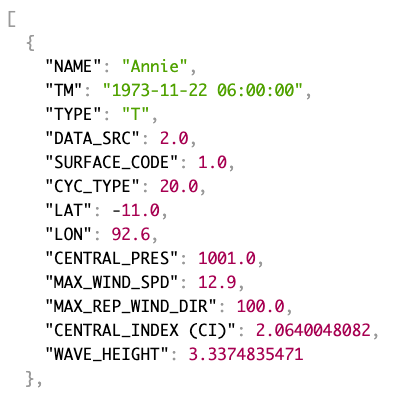 [
{
"NAME": "Annie",
"TM": "1973-11-22 06:00:00",
"TYPE": "T",
"DATA_SRC": 2.0,
"SURFACE_CODE": 1.0,
"CYC_TYPE": 20.0,
"LAT": -11.0,
"LON": 92.6,
"CENTRAL_PRES": 1001.0,
"MAX_WIND_SPD": 12.9,
"MAX_REP_WIND_DIR": 100.0,
"CENTRAL_INDEX (CI)": 2.0640048082,
"WAVE_HEIGHT": 3.3374835471
},